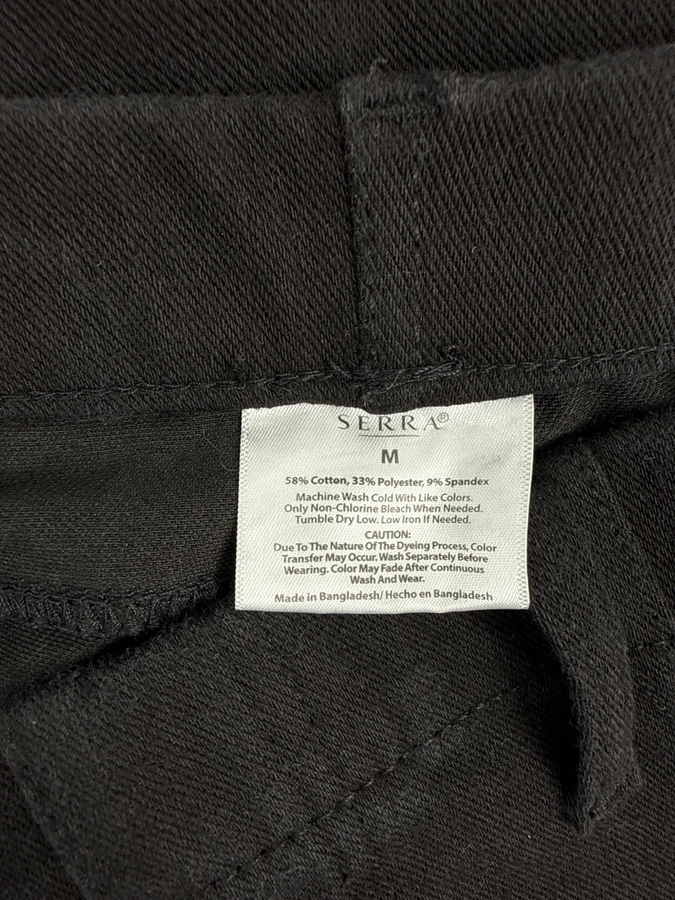 SERRA®
M
58% Cotton, 33% Polyester, 9% Spandex
Machine Wash Cold With Like Colors.
Only Non-Chlorine Bleach When Needed.
Tumble Dry Low. Low Iron If Needed.
CAUTION:
Due To The Nature Of The Dyeing Process, Color
Transfer May Occur. Wash Separately Before
Wearing. Color May Fade After Continuous
Wash And Wear.
Made in Bangladesh/ Hecho en Bangladesh